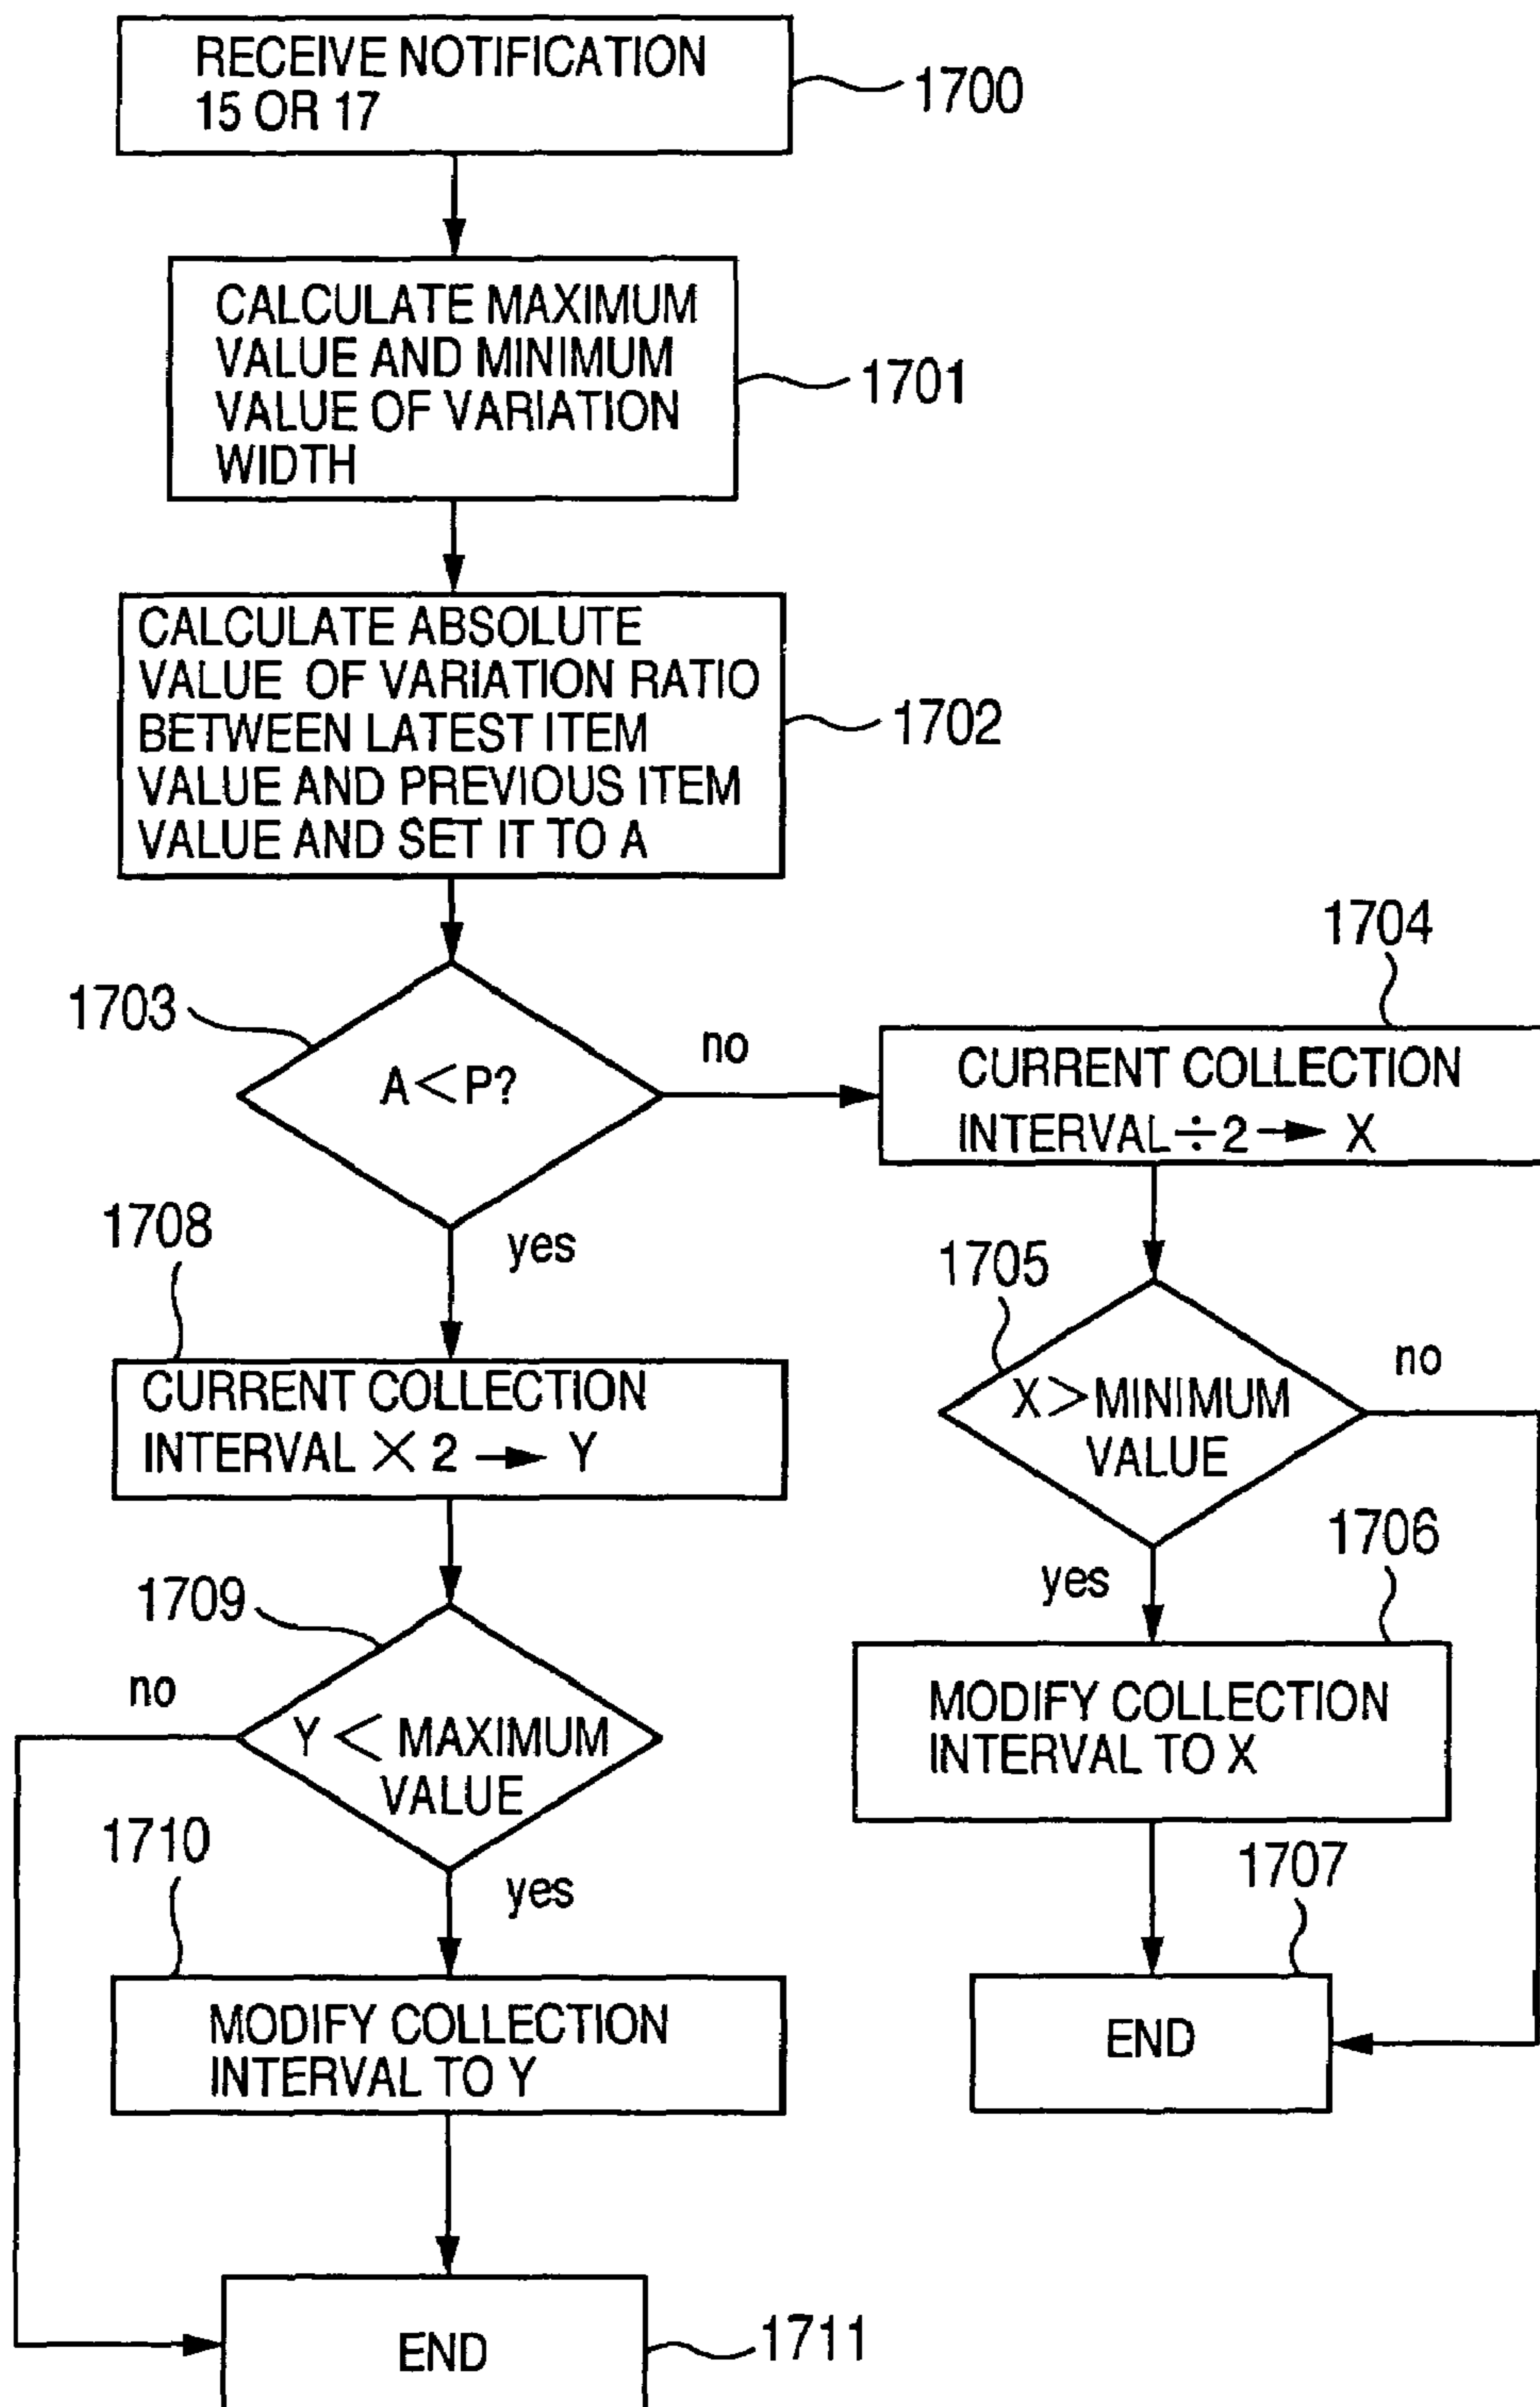 RECEIVE NOTIFICATION
15 OR 17
1700
CALCULATE MAXIMUM
VALUE AND MINIMUM
VALUE OF VARIATION
WIDTH
1701
CALCULATE ABSOLUTE
VALUE OF VARIATION RATIO
BETWEEN LATEST ITEM
VALUE AND PREVIOUS ITEM
VALUE AND SET IT TO A
1702
1703
A<P?
no
yes
1704
CURRENT COLLECTION
INTERVAL÷2 → X
1705
X>MINIMUM
VALUE
no
yes
1706
MODIFY COLLECTION
INTERVAL TO X
1707
END
1708
CURRENT COLLECTION
INTERVAL × 2 → Y
1709
Y < MAXIMUM
VALUE
no
yes
1710
MODIFY COLLECTION
INTERVAL TO Y
END
1711